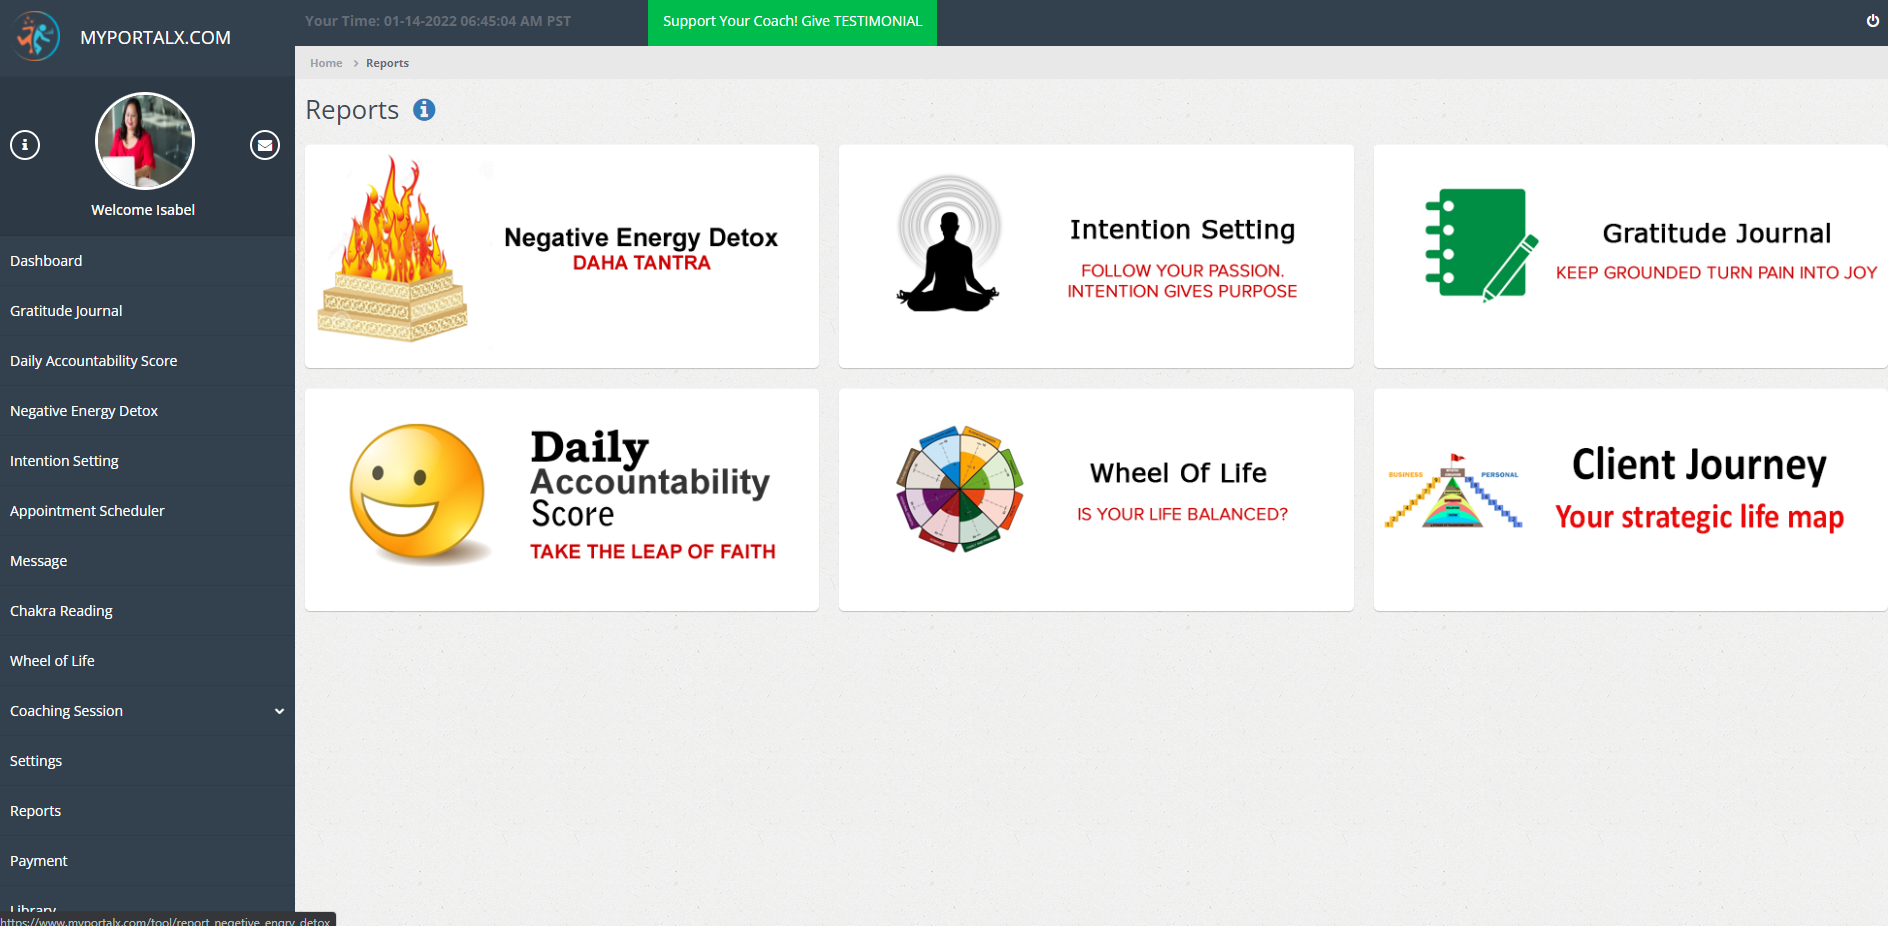 MYPORTALX.COM
Your Time: 01-14-2022 06:45:04 AM PST
Support Your Coach! Give TESTIMONIAL
Home
Reports
Welcome Isabel
Dashboard
Gratitude Journal
Daily Accountability Score
Negative Energy Detox
Intention Setting
Appointment Scheduler
Message
Chakra Reading
Wheel of Life
Coaching Session
Settings
Reports
Payment
Library
https://www.myportalx.com/tool/report_negetive_engry_detox
Reports
Negative Energy Detox
DAHA TANTRA
Intention Setting
FOLLOW YOUR PASSION.
INTENTION GIVES PURPOSE
Gratitude Journal
KEEP GROUNDED TURN PAIN INTO JOY
Daily
Accountability
Score
TAKE THE LEAP OF FAITH
Wheel Of Life
IS YOUR LIFE BALANCED?
BUSINESS
PERSONAL
Client Journey
Your strategic life map